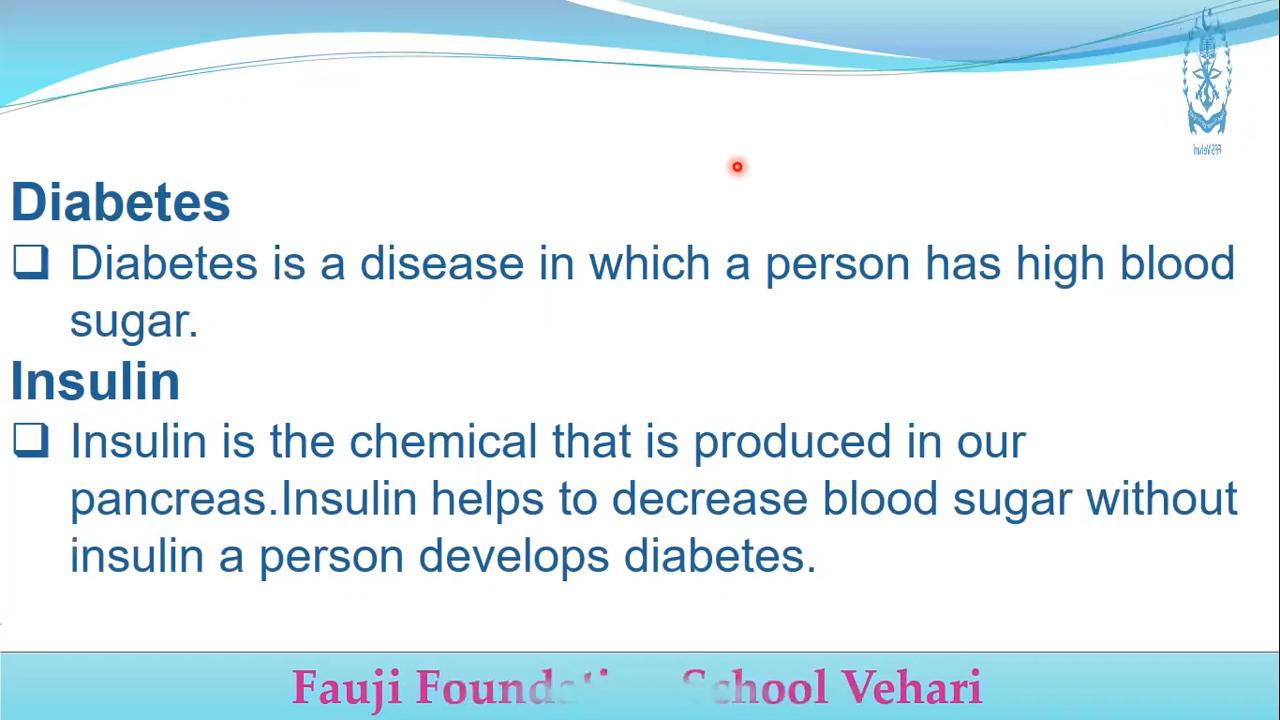 Diabetes
Diabetes is a disease in which a person has high blood
sugar.
Insulin
Insulin is the chemical that is produced in our
pancreas.Insulin helps to decrease blood sugar without
insulin a person develops diabetes.
Fauji School Vehari